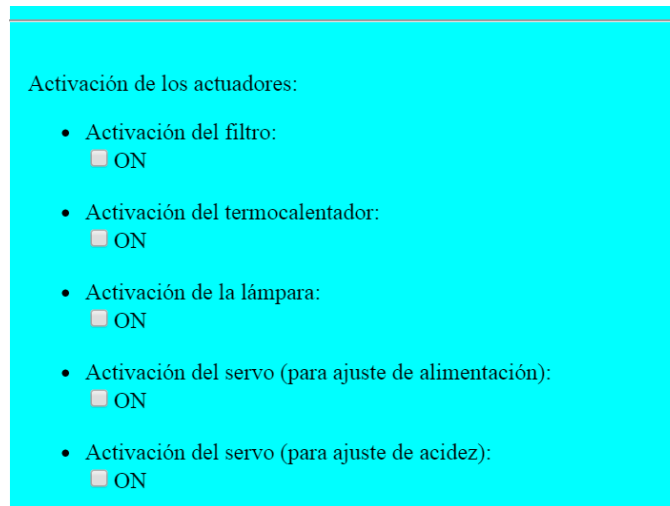 Activación de los actuadores:
Activación del filtro:
ON
Activación del termocalentador:
ON
Activación de la lámpara:
ON
Activación del servo (para ajuste de alimentación):
ON
Activación del servo (para ajuste de acidez):
ON